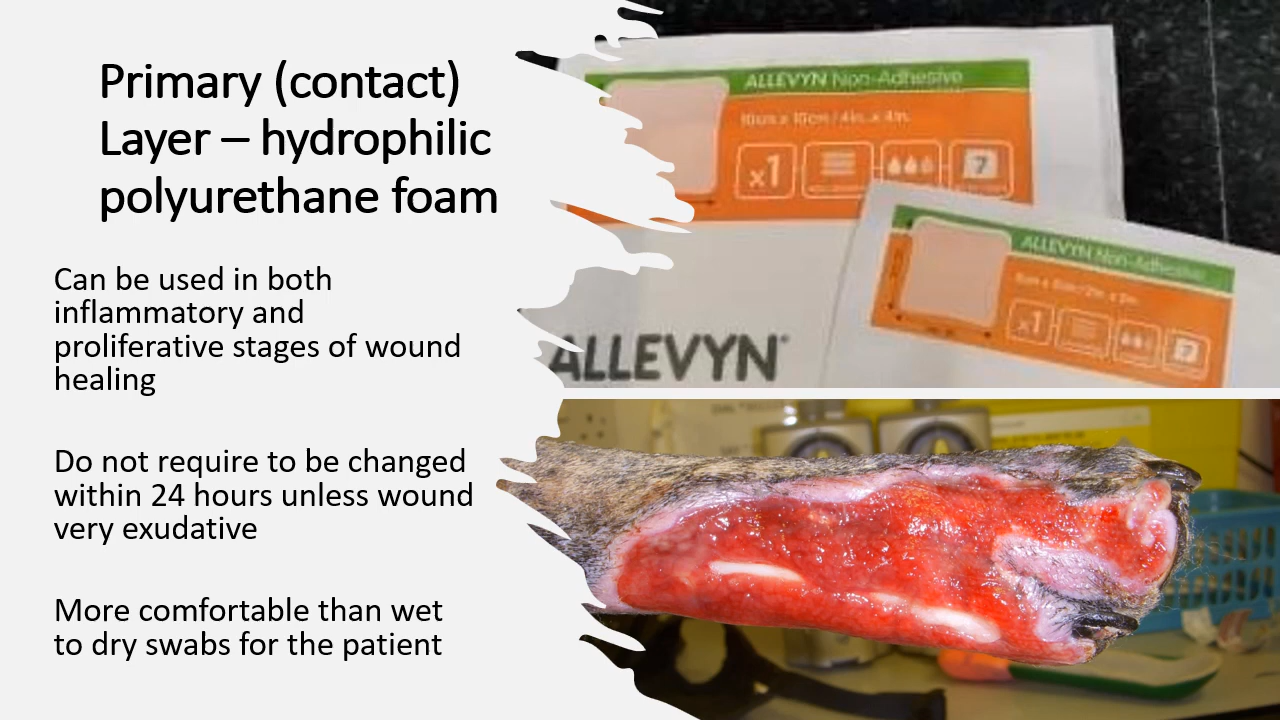 Primary (contact)
Layer – hydrophilic
polyurethane foam
Can be used in both
inflammatory and
proliferative stages of wound
healing
Do not require to be changed
within 24 hours unless wound
very exudative
More comfortable than wet
to dry swabs for the patient
ALLEVYN Non-Adhesive
10cm x 10cm / 4in. x 4in.
x1
7
ALLEVYN
ALLEVYN Non-Adhesive
x1
7